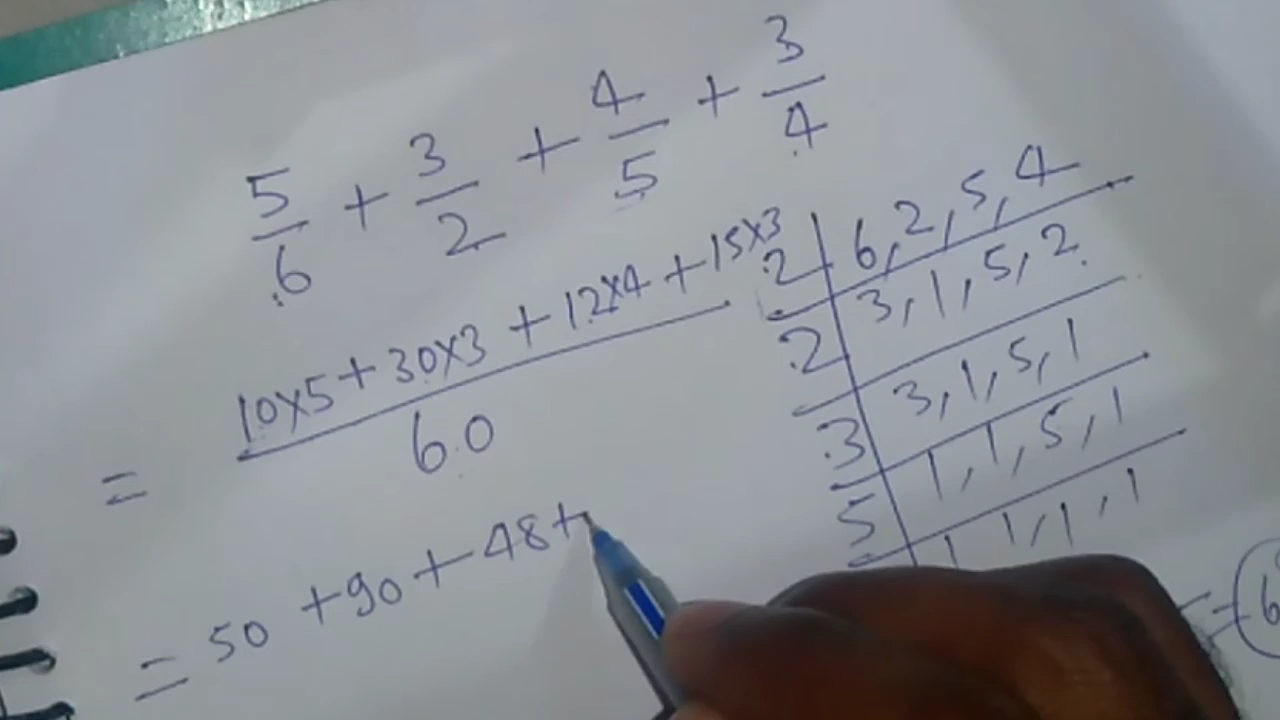 5/6 + 3/2 + 4/5 + 3/4
= 10×5 + 30×3 + 12×4 + 15×3 / 60
= 50 + 90 + 48 +
2 | 6, 2, 5, 4
2 | 3, 1, 5, 2
3 | 3, 1, 5, 1
5 | 1, 1, 5, 1
1, 1, 1, 1
= 6